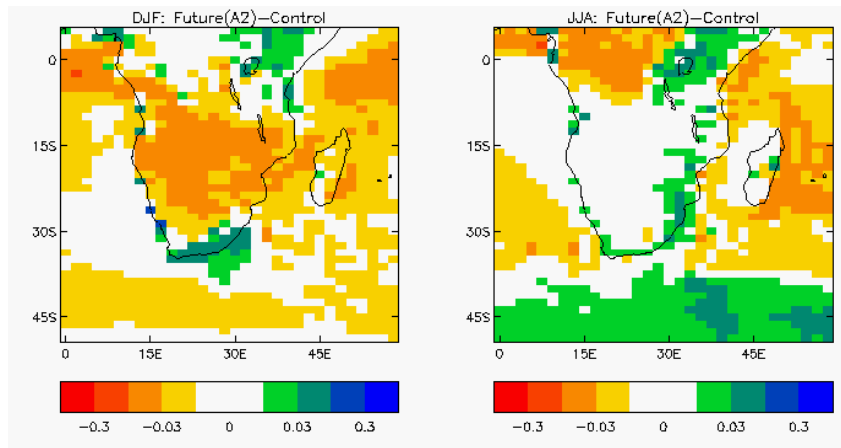 DJF: Future(A2)-Control
0
15S
30S
45S
0 15E 30E 45E
-0.3 -0.03 0 0.03 0.3
JJA: Future(A2)-Control
0
15S
30S
45S
0 15E 30E 45E
-0.3 -0.03 0 0.03 0.3